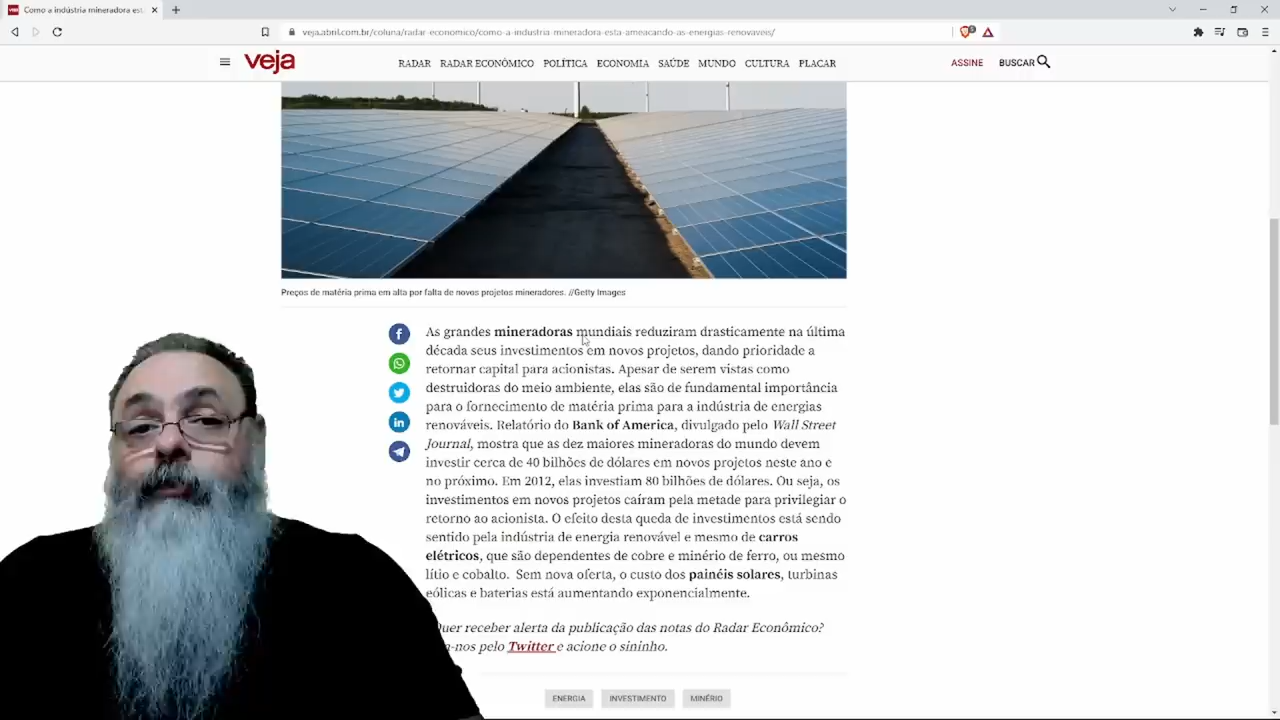 Como a indústria mineradora est
veja.abril.com.br/coluna/radar-economico/como-a-industria-mineradora-esta-ameacando-as-energias-renovaveis/
veja
RADAR RADAR ECONÔMICO POLÍTICA ECONOMIA SAÚDE MUNDO CULTURA PLACAR
ASSINE BUSCAR
Preços de matéria prima em alta por falta de novos projetos mineradores. //Getty Images
As grandes mineradoras mundiais reduziram drasticamente na última
década seus investimentos em novos projetos, dando prioridade a
retornar capital para acionistas. Apesar de serem vistas como
destruidoras do meio ambiente, elas são de fundamental importância
para o fornecimento de matéria prima para a indústria de energias
renováveis. Relatório do Bank of America, divulgado pelo Wall Street
Journal, mostra que as dez maiores mineradoras do mundo devem
investir cerca de 40 bilhões de dólares em novos projetos neste ano e
no próximo. Em 2012, elas investiam 80 bilhões de dólares. Ou seja, os
investimentos em novos projetos caíram pela metade para privilegiar o
retorno ao acionista. O efeito desta queda de investimentos está sendo
sentido pela indústria de energia renovável e mesmo de carros
elétricos, que são dependentes de cobre e minério de ferro, ou mesmo
lítio e cobalto. Sem nova oferta, o custo dos painéis solares, turbinas
eólicas e baterias está aumentando exponencialmente.
Quer receber alerta da publicação das notas do Radar Econômico?
-nos pelo Twitter e acione o sininho.
ENERGIA INVESTIMENTO MINÉRIO